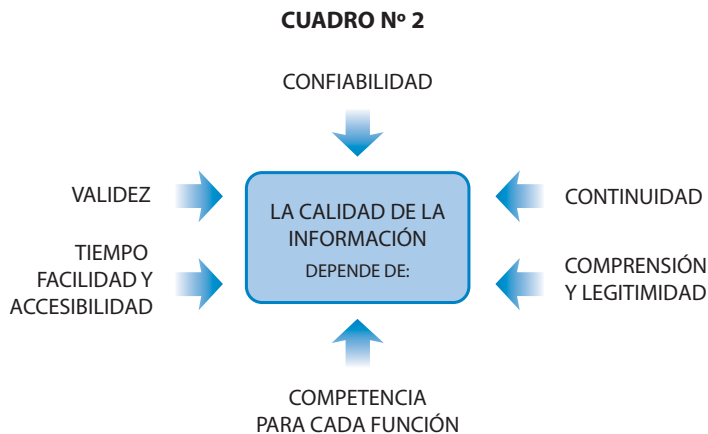 CUADRO Nº 2
CONFIABILIDAD
VALIDEZ
TIEMPO
FACILIDAD Y
ACCESIBILIDAD
LA CALIDAD DE LA
INFORMACIÓN
DEPENDE DE:
CONTINUIDAD
COMPRENSIÓN
Y LEGITIMIDAD
COMPETENCIA
PARA CADA FUNCIÓN